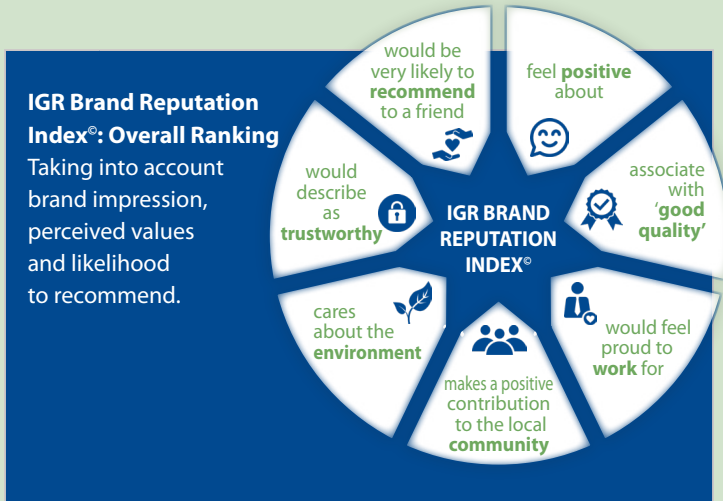 IGR Brand Reputation
Index©: Overall Ranking
Taking into account
brand impression,
perceived values
and likelihood
to recommend.
would be
very likely to
recommend
to a friend
feel positive
about
associate
with
‘good
quality’
would feel
proud to
work for
makes a positive
contribution
to the local
community
cares
about the
environment
would
describe
as
trustworthy
IGR BRAND
REPUTATION
INDEX©